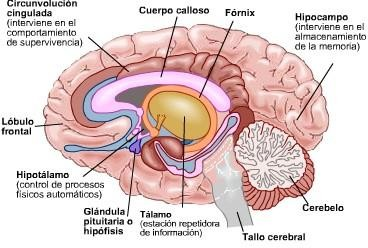 Circunvolución
cingulada
(interviene en el
comportamiento
de supervivencia)
Cuerpo calloso
Fórnix
Hipocampo
(interviene en el
almacenamiento
de la memoria)
Lóbulo
frontal
Hipotálamo
(control de procesos
físicos automáticos)
Glándula
pituitaria o
hipófisis
Tálamo
(estación repetidora
de información)
Tallo cerebral
Cerebelo